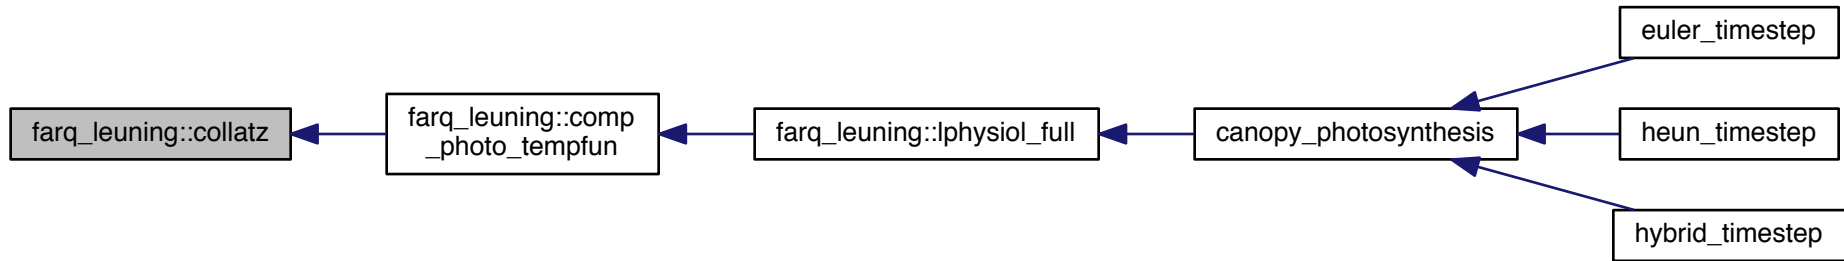 farq_leuning::collatz
farq_leuning::comp
_photo_tempfun
farq_leuning::lphysiol_full
canopy_photosynthesis
euler_timestep
heun_timestep
hybrid_timestep